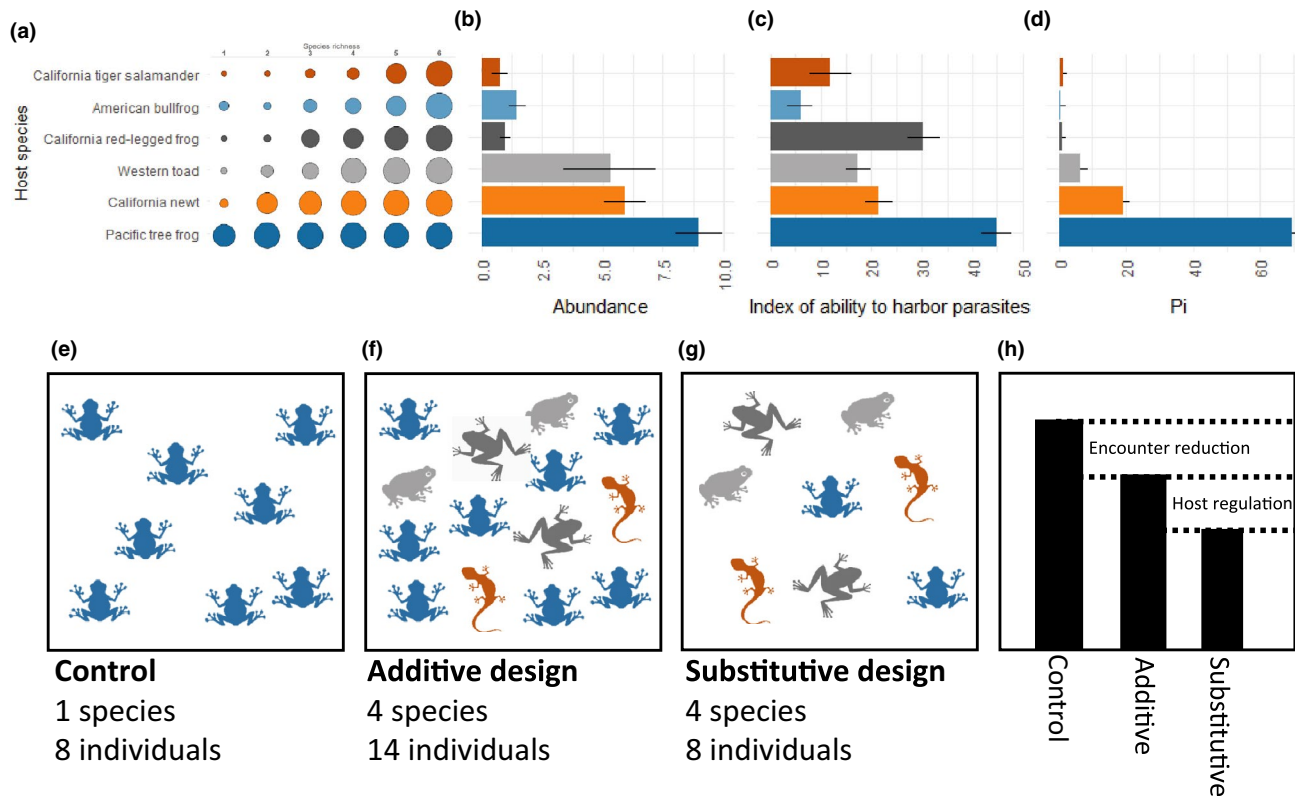 (a)
Species richness
1 2 3 4 5 6
Host species
California tiger salamander
American bullfrog
California red-legged frog
Western toad
California newt
Pacific tree frog
(b)
0.0 2.5 5.0 7.5 10.0
Abundance
(c)
0 10 20 30 40 50
Index of ability to harbor parasites
(d)
0 20 40 60
Pi
(e)
Control
1 species
8 individuals
(f)
Additive design
4 species
14 individuals
(g)
Substitutive design
4 species
8 individuals
(h)
Encounter reduction
Host regulation
Control
Additive
Substitutive